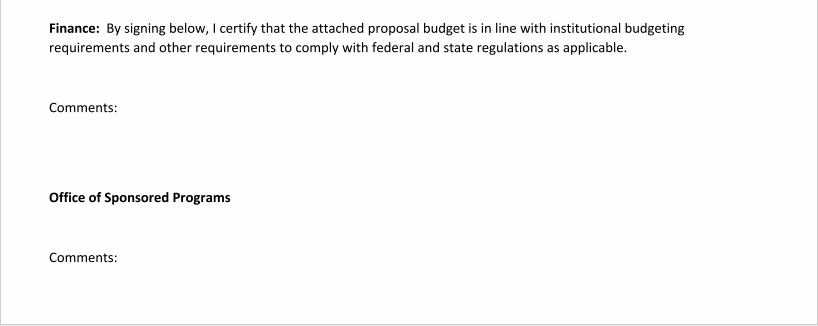 Finance:  By signing below, I certify that the attached proposal budget is in line with institutional budgeting
requirements and other requirements to comply with federal and state regulations as applicable.
Comments:
Office of Sponsored Programs
Comments: